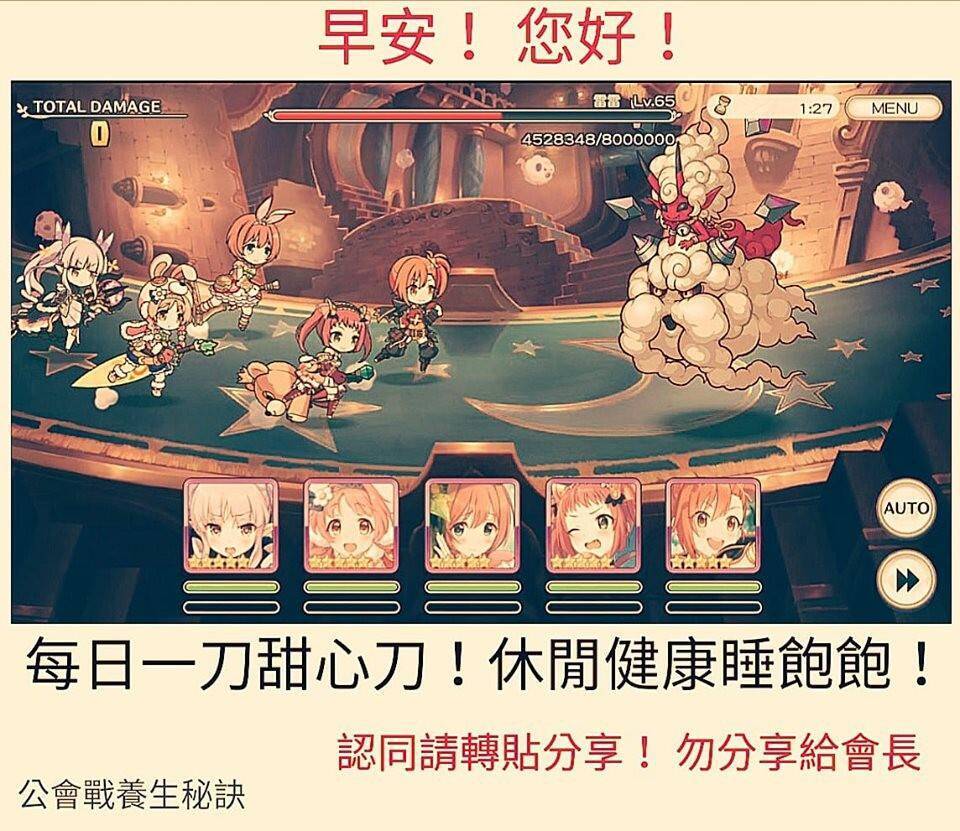 早安！ 您好！
TOTAL DAMAGE
1
雷雷 Lv.65
4528348/8000000
1:27
MENU
AUTO
每日一刀甜心刀！休閒健康睡飽飽！
認同請轉貼分享！ 勿分享給會長
公會戰養生秘訣